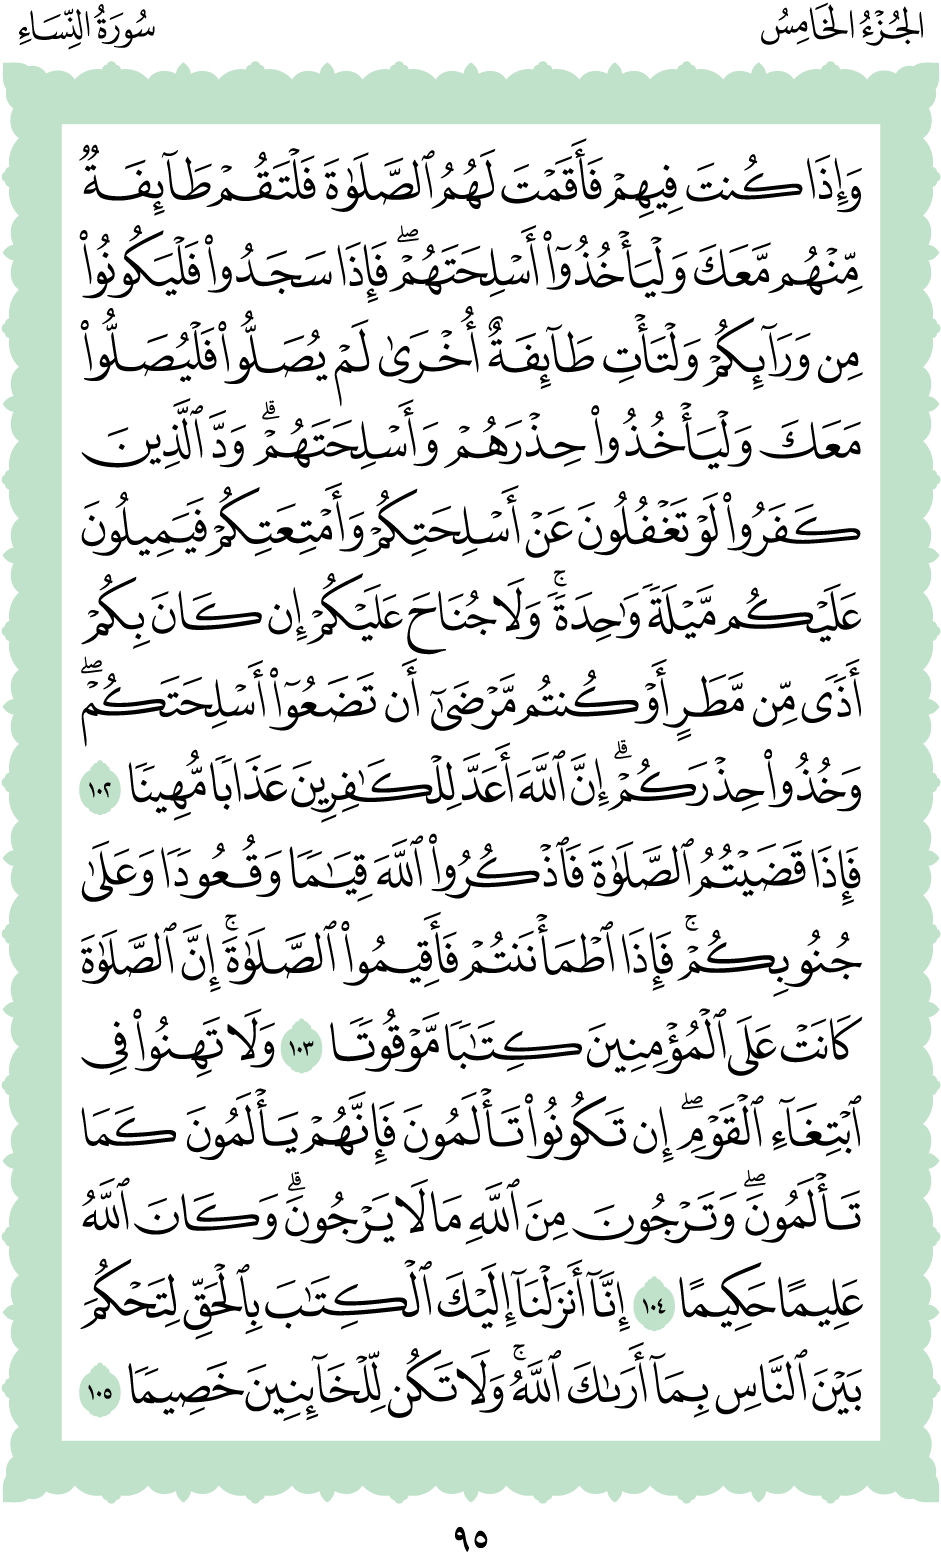 الجُزْءُ الخَامِسُ
سُورَةُ النِّسَاءِ
وَإِذَا كُنتَ فِيهِمْ فَأَقَمْتَ لَهُمُ ٱلصَّلَوٰةَ فَلْتَقُمْ طَآئِفَةٌ
مِّنْهُم مَّعَكَ وَلْيَأْخُذُوٓا۟ أَسْلِحَتَهُمْۖ فَإِذَا سَجَدُوا۟ فَلْيَكُونُوا۟
مِن وَرَآئِكُمْ وَلْتَأْتِ طَآئِفَةٌ أُخْرَىٰ لَمْ يُصَلُّوا۟ فَلْيُصَلُّوا۟
مَعَكَ وَلْيَأْخُذُوا۟ حِذْرَهُمْ وَأَسْلِحَتَهُمْۗ وَدَّ ٱلَّذِينَ
كَفَرُوا۟ لَوْ تَغْفُلُونَ عَنْ أَسْلِحَتِكُمْ وَأَمْتِعَتِكُمْ فَيَمِيلُونَ
عَلَيْكُم مَّيْلَةً وَٰحِدَةًۚ وَلَا جُنَاحَ عَلَيْكُمْ إِن كَانَ بِكُمْ
أَذًى مِّن مَّطَرٍ أَوْ كُنتُم مَّرْضَىٰٓ أَن تَضَعُوٓا۟ أَسْلِحَتَكُمْۖ
وَخُذُوا۟ حِذْرَكُمْۗ إِنَّ ٱللَّهَ أَعَدَّ لِلْكَٰفِرِينَ عَذَابًا مُّهِينًا ١٠٢
فَإِذَا قَضَيْتُمُ ٱلصَّلَوٰةَ فَٱذْكُرُوا۟ ٱللَّهَ قِيَٰمًا وَقُعُودًا وَعَلَىٰ
جُنُوبِكُمْۚ فَإِذَا ٱطْمَأْنَنتُمْ فَأَقِيمُوا۟ ٱلصَّلَوٰةَۚ إِنَّ ٱلصَّلَوٰةَ
كَانَتْ عَلَى ٱلْمُؤْمِنِينَ كِتَٰبًا مَّوْقُوتًا ١٠٣ وَلَا تَهِنُوا۟ فِى
ٱبْتِغَآءِ ٱلْقَوْمِۖ إِن تَكُونُوا۟ تَأْلَمُونَ فَإِنَّهُمْ يَأْلَمُونَ كَمَا
تَأْلَمُونَۖ وَتَرْجُونَ مِنَ ٱللَّهِ مَا لَا يَرْجُونَۗ وَكَانَ ٱللَّهُ
عَلِيمًا حَكِيمًا ١٠٤ إِنَّآ أَنزَلْنَآ إِلَيْكَ ٱلْكِتَٰبَ بِٱلْحَقِّ لِتَحْكُمَ
بَيْنَ ٱلنَّاسِ بِمَآ أَرَىٰكَ ٱللَّهُۚ وَلَا تَكُن لِّلْخَآئِنِينَ خَصِيمًا ١٠٥
٩٥